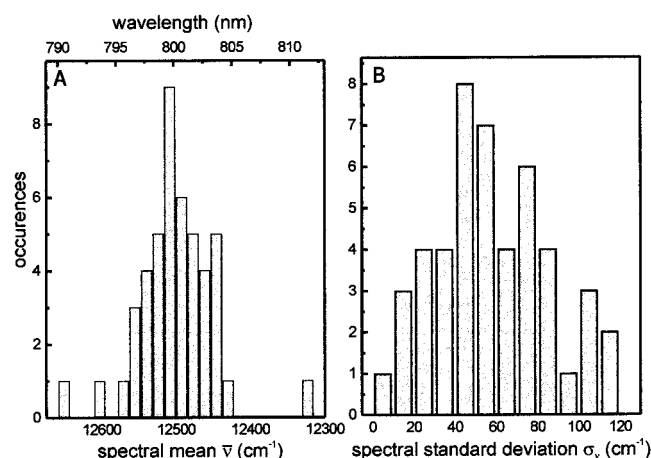 wavelength (nm)
790 795 800 805 810
A
8
6
4
2
0
occurences
12600 12500 12400 12300
spectral mean ν̅ (cm⁻¹)
B
8
7
6
5
4
3
2
1
0
0 20 40 60 80 100 120
spectral standard deviation σᵥ (cm⁻¹)